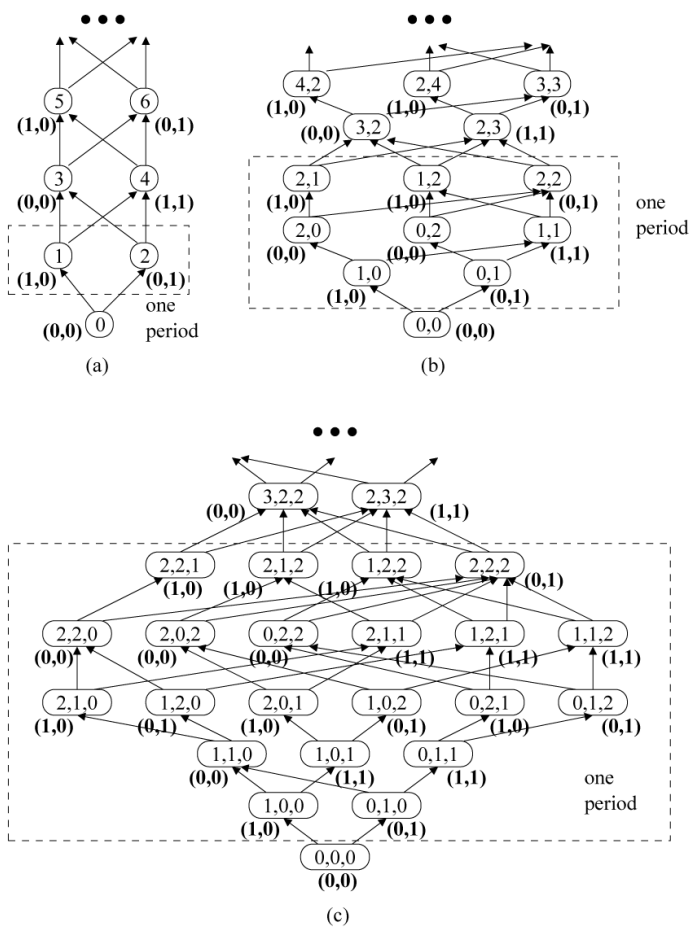 ● ● ●
5 6
(1,0) (0,1)
3 4
(0,0) (1,1)
1 2
(1,0) (0,1)
0
(0,0)
one
period
(a)
● ● ●
4,2 2,4 3,3
(1,0) (1,0) (0,1)
3,2 2,3
(0,0) (1,1)
2,1 1,2 2,2
(1,0) (1,0) (0,1)
2,0 0,2 1,1
(0,0) (0,0) (1,1)
1,0 0,1
(1,0) (0,1)
0,0
(0,0)
one
period
(b)
● ● ●
3,2,2 2,3,2
(0,0) (1,1)
2,2,1 2,1,2 1,2,2 2,2,2
(1,0) (1,0) (1,0) (0,1)
2,2,0 2,0,2 0,2,2 2,1,1 1,2,1 1,1,2
(0,0) (0,0) (0,0) (1,1) (1,1) (1,1)
2,1,0 1,2,0 2,0,1 1,0,2 0,2,1 0,1,2
(1,0) (0,1) (1,0) (0,1) (1,0) (0,1)
1,1,0 1,0,1 0,1,1
(0,0) (1,1) (1,1)
1,0,0 0,1,0
(1,0) (0,1)
0,0,0
(0,0)
one
period
(c)